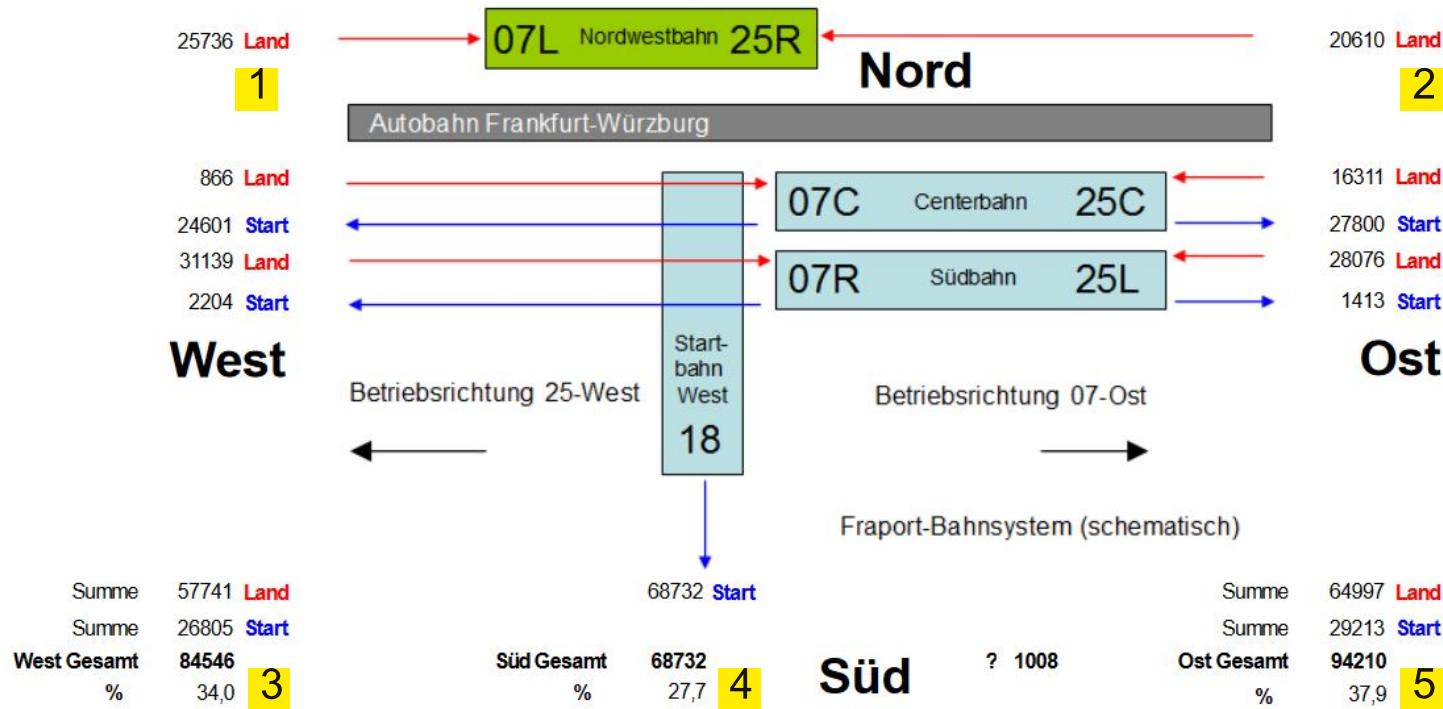 25736 Land
07L Nordwestbahn 25R
20610 Land
1
Nord
2
Autobahn Frankfurt-Würzburg
866 Land
16311 Land
07C Centerbahn 25C
24601 Start
27800 Start
31139 Land
28076 Land
07R Südbahn 25L
2204 Start
1413 Start
West
Start-
bahn
West
18
Ost
Betriebsrichtung 25-West
Betriebsrichtung 07-Ost
Fraport-Bahnsystem (schematisch)
Summe 57741 Land
68732 Start
Summe 64997 Land
Summe 26805 Start
Summe 29213 Start
West Gesamt 84546
Süd Gesamt 68732
Süd
? 1008
Ost Gesamt 94210
% 34,0 3
% 27,7 4
% 37,9 5